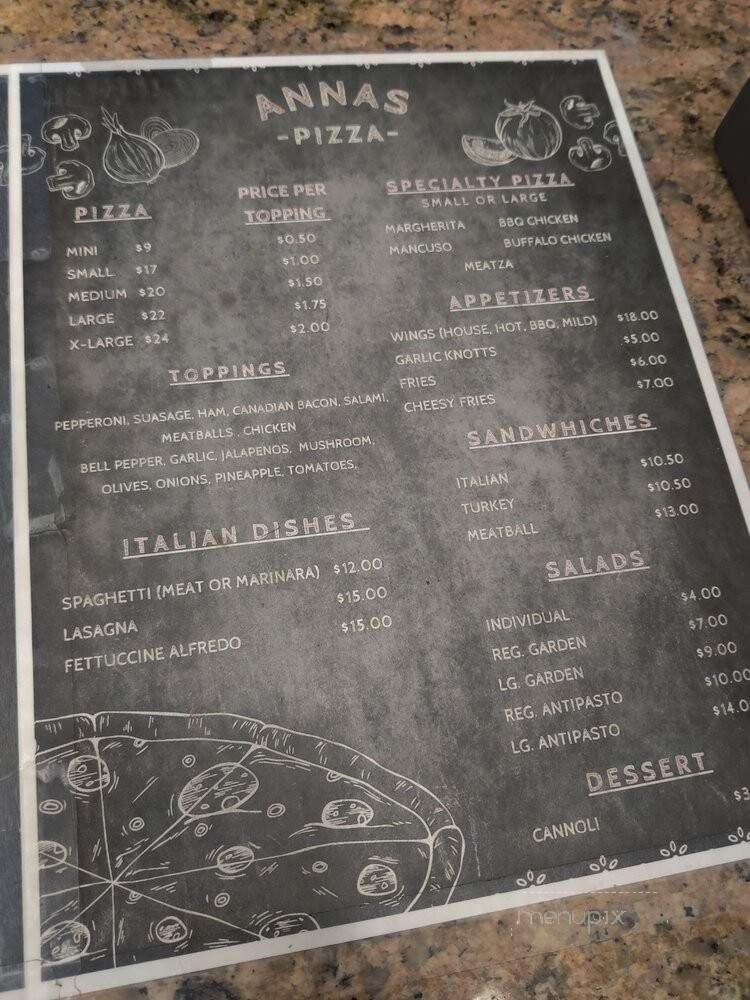 ANNAS
-PIZZA-
PIZZA
PRICE PER
TOPPING
MINI $9 $0.50
SMALL $17 $1.00
MEDIUM $20 $1.50
LARGE $22 $1.75
X-LARGE $24 $2.00
TOPPINGS
PEPPERONI, SUASAGE, HAM, CANADIAN BACON, SALAMI,
MEATBALLS, CHICKEN
BELL PEPPER, GARLIC, JALAPENOS, MUSHROOM,
OLIVES, ONIONS, PINEAPPLE, TOMATOES,
ITALIAN DISHES
SPAGHETTI (MEAT OR MARINARA) $12.00
LASAGNA $15.00
FETTUCCINE ALFREDO $15.00
SPECIALTY PIZZA
SMALL OR LARGE
MARGHERITA BBQ CHICKEN
MANCUSO BUFFALO CHICKEN
MEATZA
APPETIZERS
WINGS (HOUSE, HOT, BBQ, MILD) $18.00
GARLIC KNOTTS $5.00
FRIES $6.00
CHEESY FRIES $7.00
SANDWHICHES
ITALIAN $10.50
TURKEY $10.50
MEATBALL $13.00
SALADS
INDIVIDUAL $4.00
REG. GARDEN $7.00
LG. GARDEN $9.00
REG. ANTIPASTO $10.00
LG. ANTIPASTO $14.0
DESSERT
CANNOLI $3
menupix